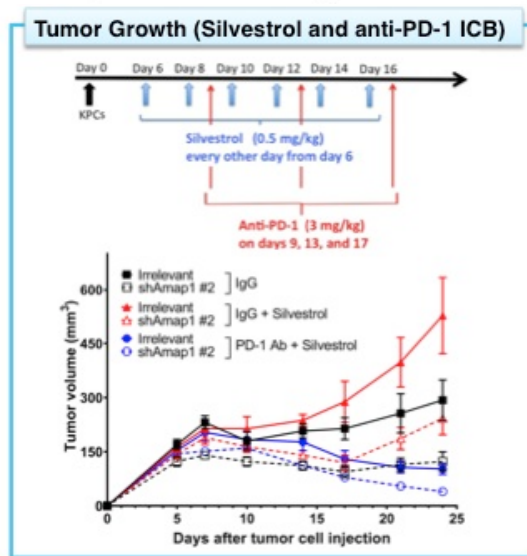 Tumor Growth (Silvestrol and anti-PD-1 ICB)
Day 0 Day 6 Day 8 Day 10 Day 12 Day 14 Day 16
KPCs
Silvestrol (0.5 mg/kg)
every other day from day 6
Anti-PD-1 (3 mg/kg)
on days 9, 13, and 17
Irrelevant
shAmap1 #2
IgG
Irrelevant
shAmap1 #2
IgG + Silvestrol
Irrelevant
shAmap1 #2
PD-1 Ab + Silvestrol
Tumor volume (mm³)
600
450
300
150
0
0 5 10 15 20 25
Days after tumor cell injection